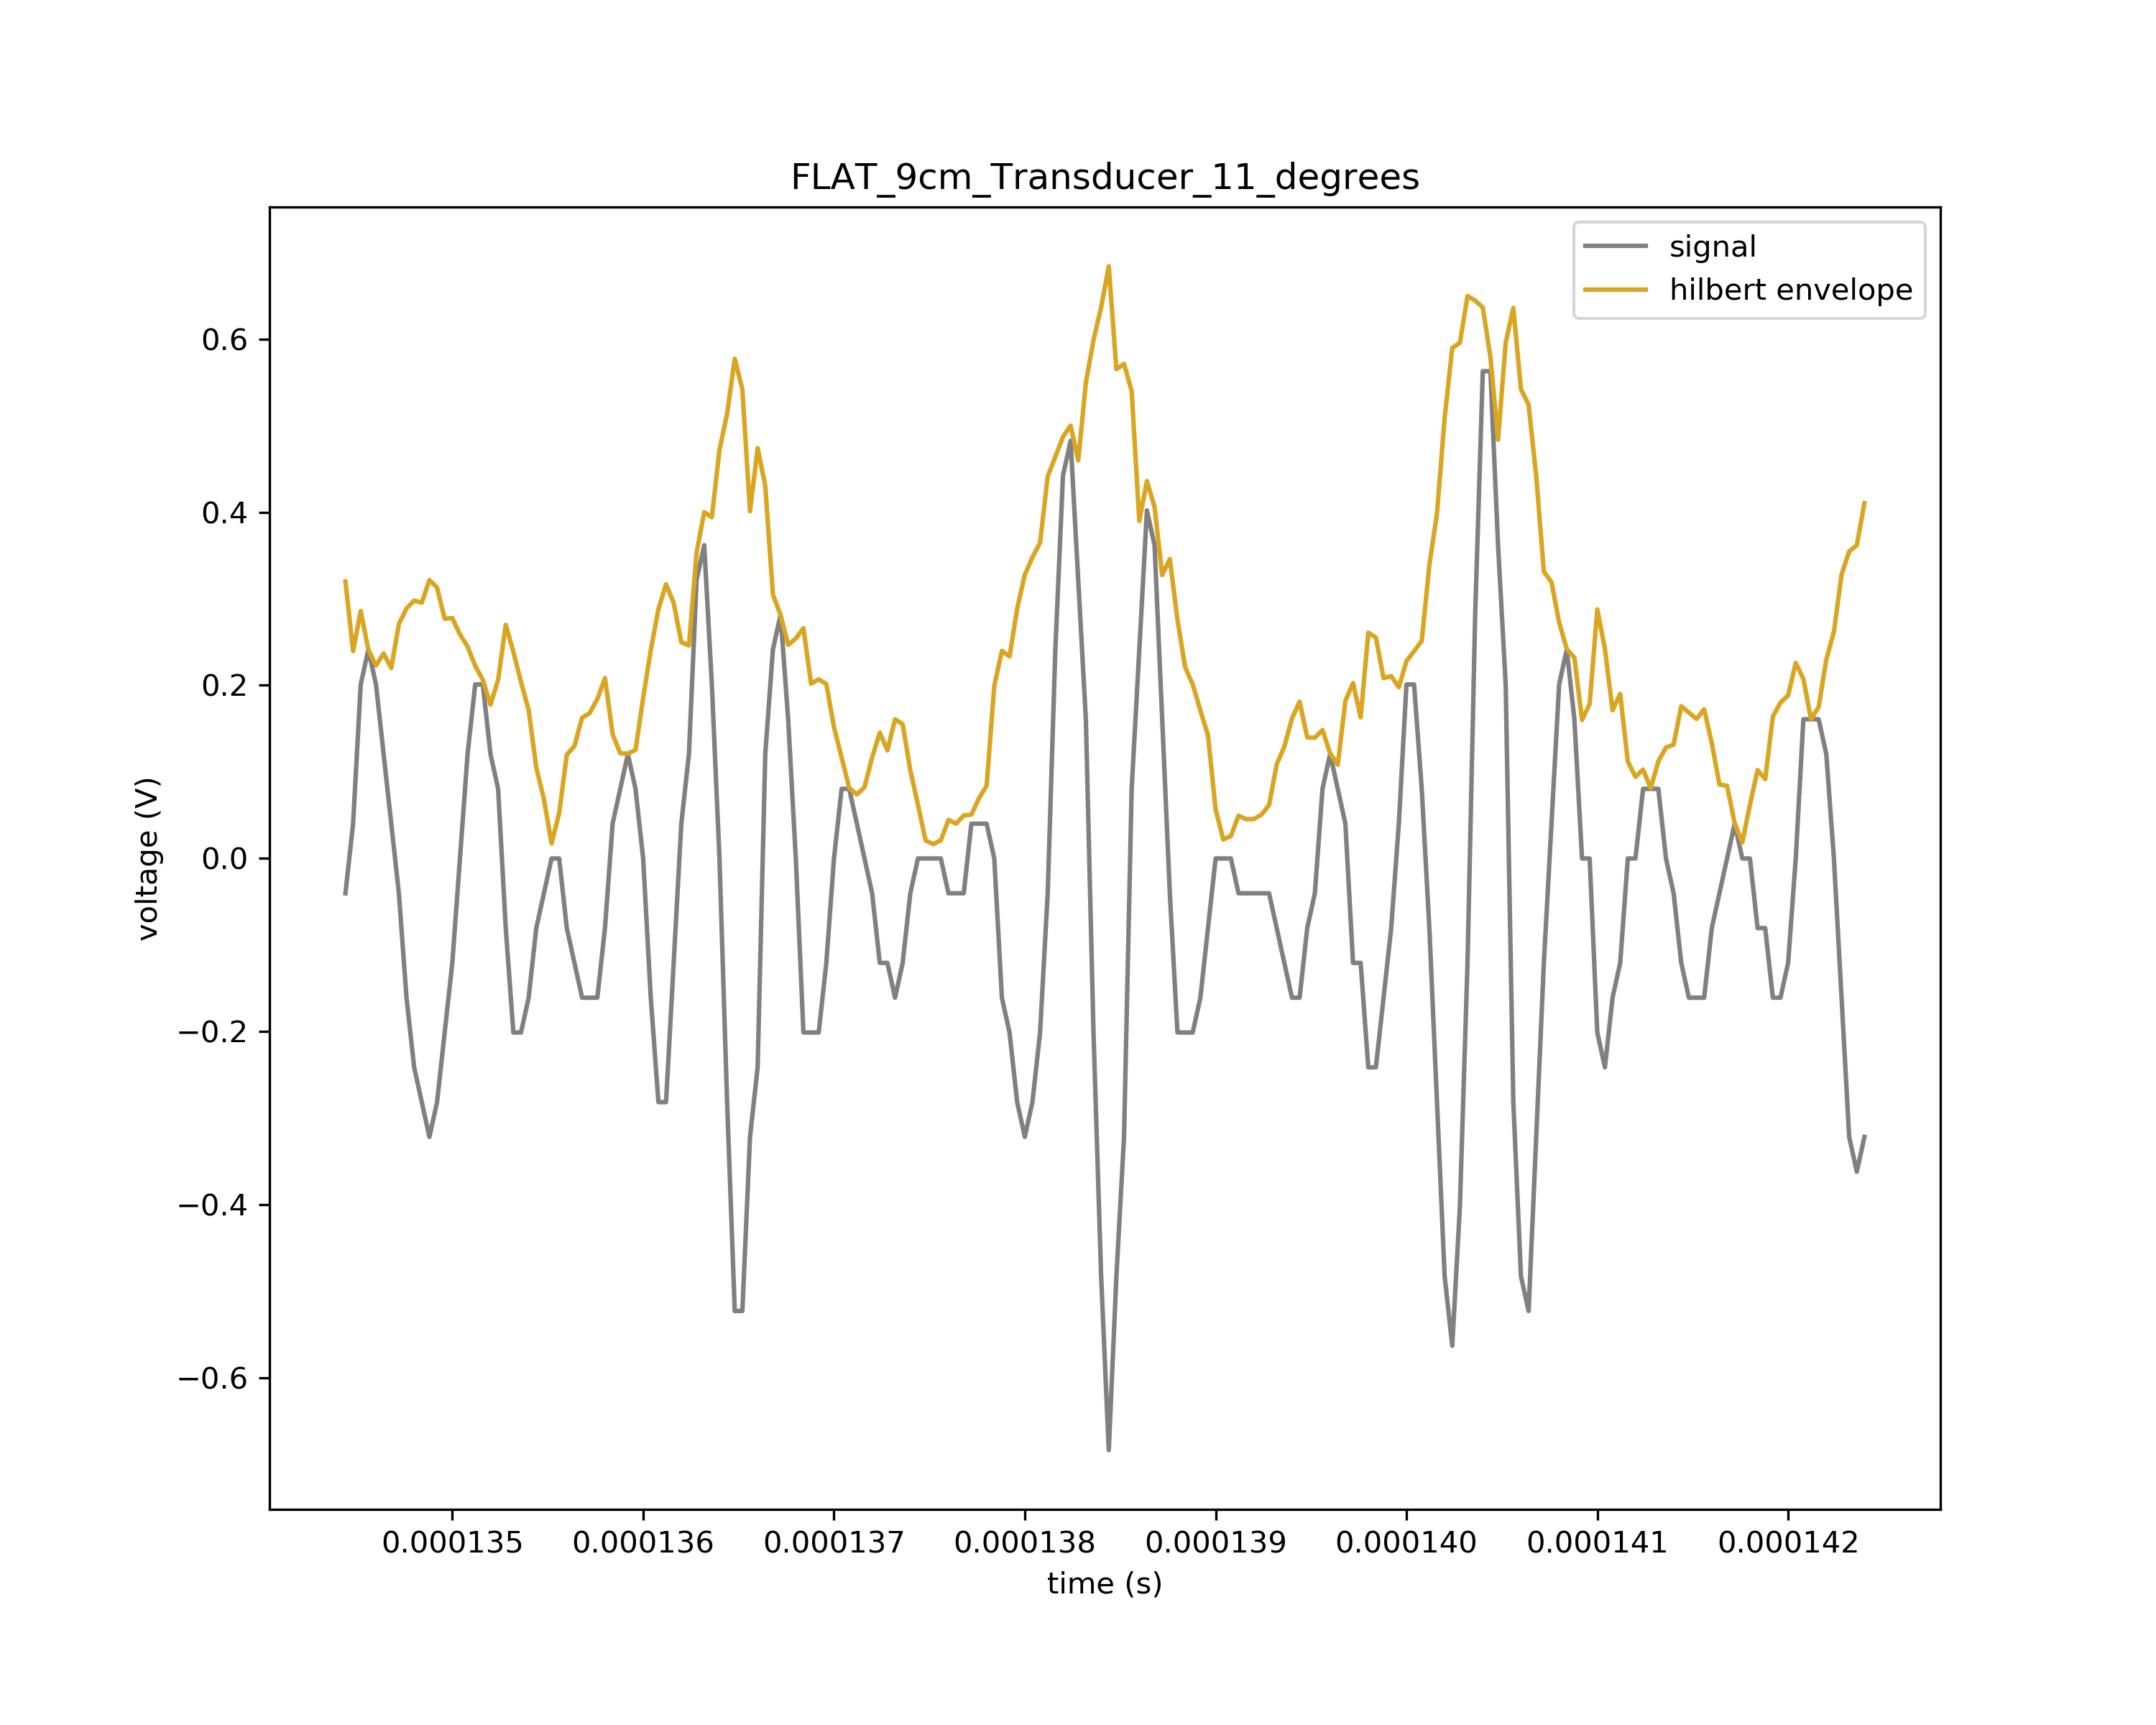 FLAT_9cm_Transducer_11_degrees
signal
hilbert envelope
voltage (V)
0.6
0.4
0.2
0.0
−0.2
−0.4
−0.6
0.000135 0.000136 0.000137 0.000138 0.000139 0.000140 0.000141 0.000142
time (s)